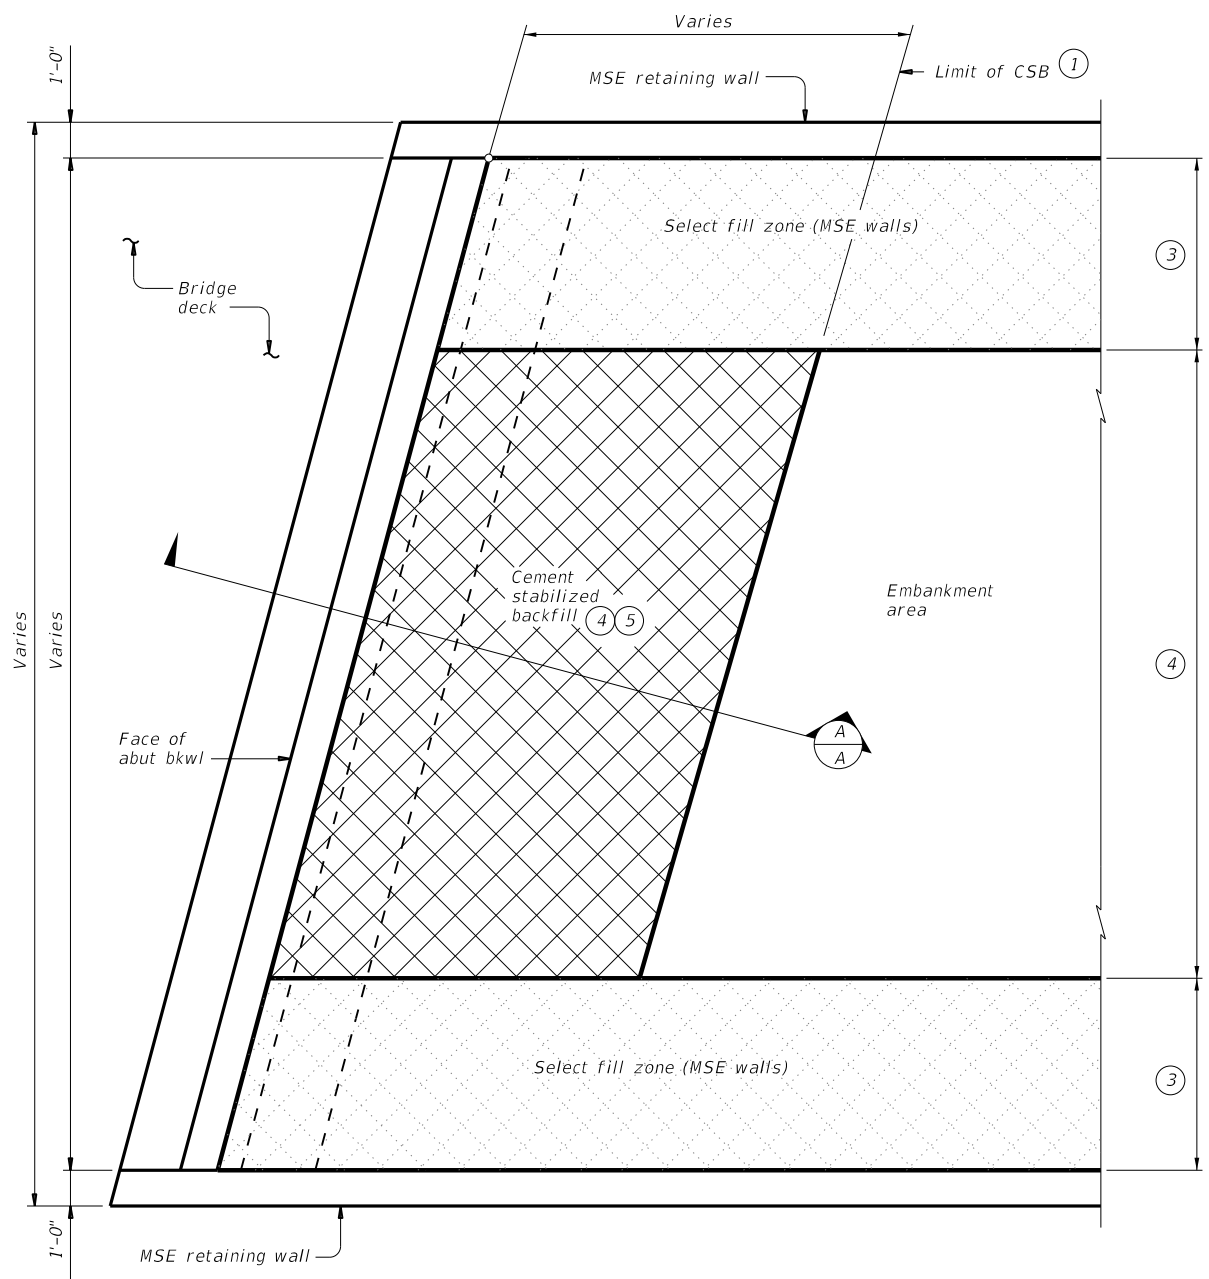 Varies
1'-0"
MSE retaining wall
Limit of CSB 1
Select fill zone (MSE walls)
3
Bridge
deck
Cement
stabilized
backfill 4 5
Embankment
area
Varies
Varies
4
Face of
abut bkwl
A
A
Select fill zone (MSE walls)
3
1'-0"
MSE retaining wall